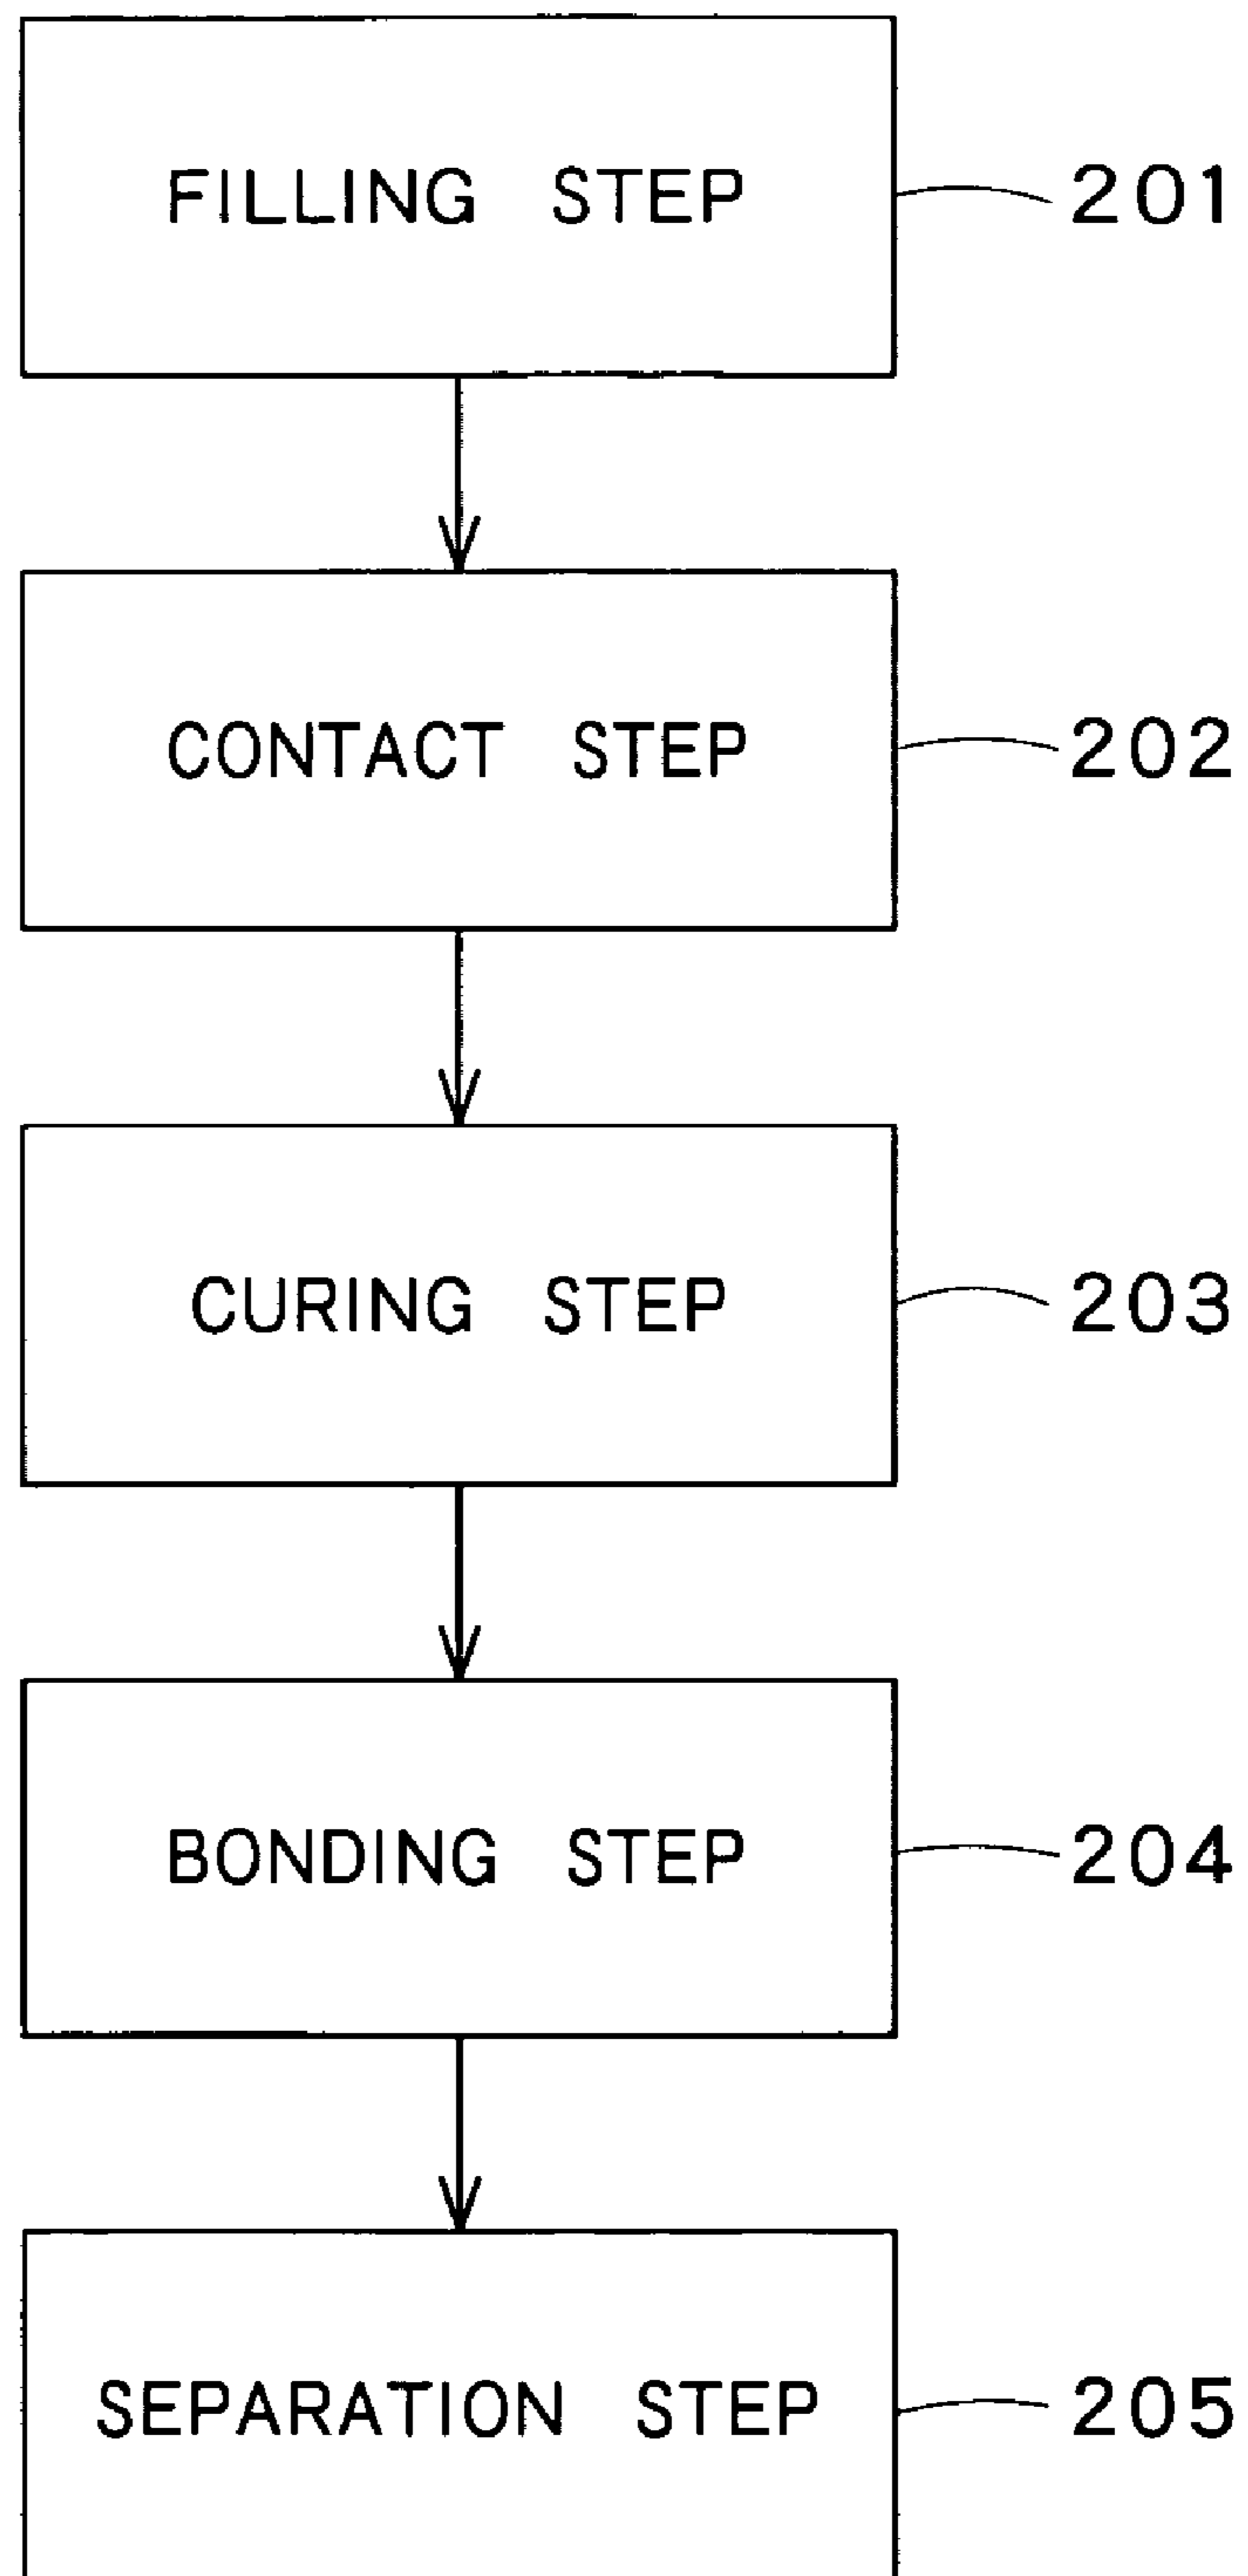 FILLING STEP 201
CONTACT STEP 202
CURING STEP 203
BONDING STEP 204
SEPARATION STEP 205